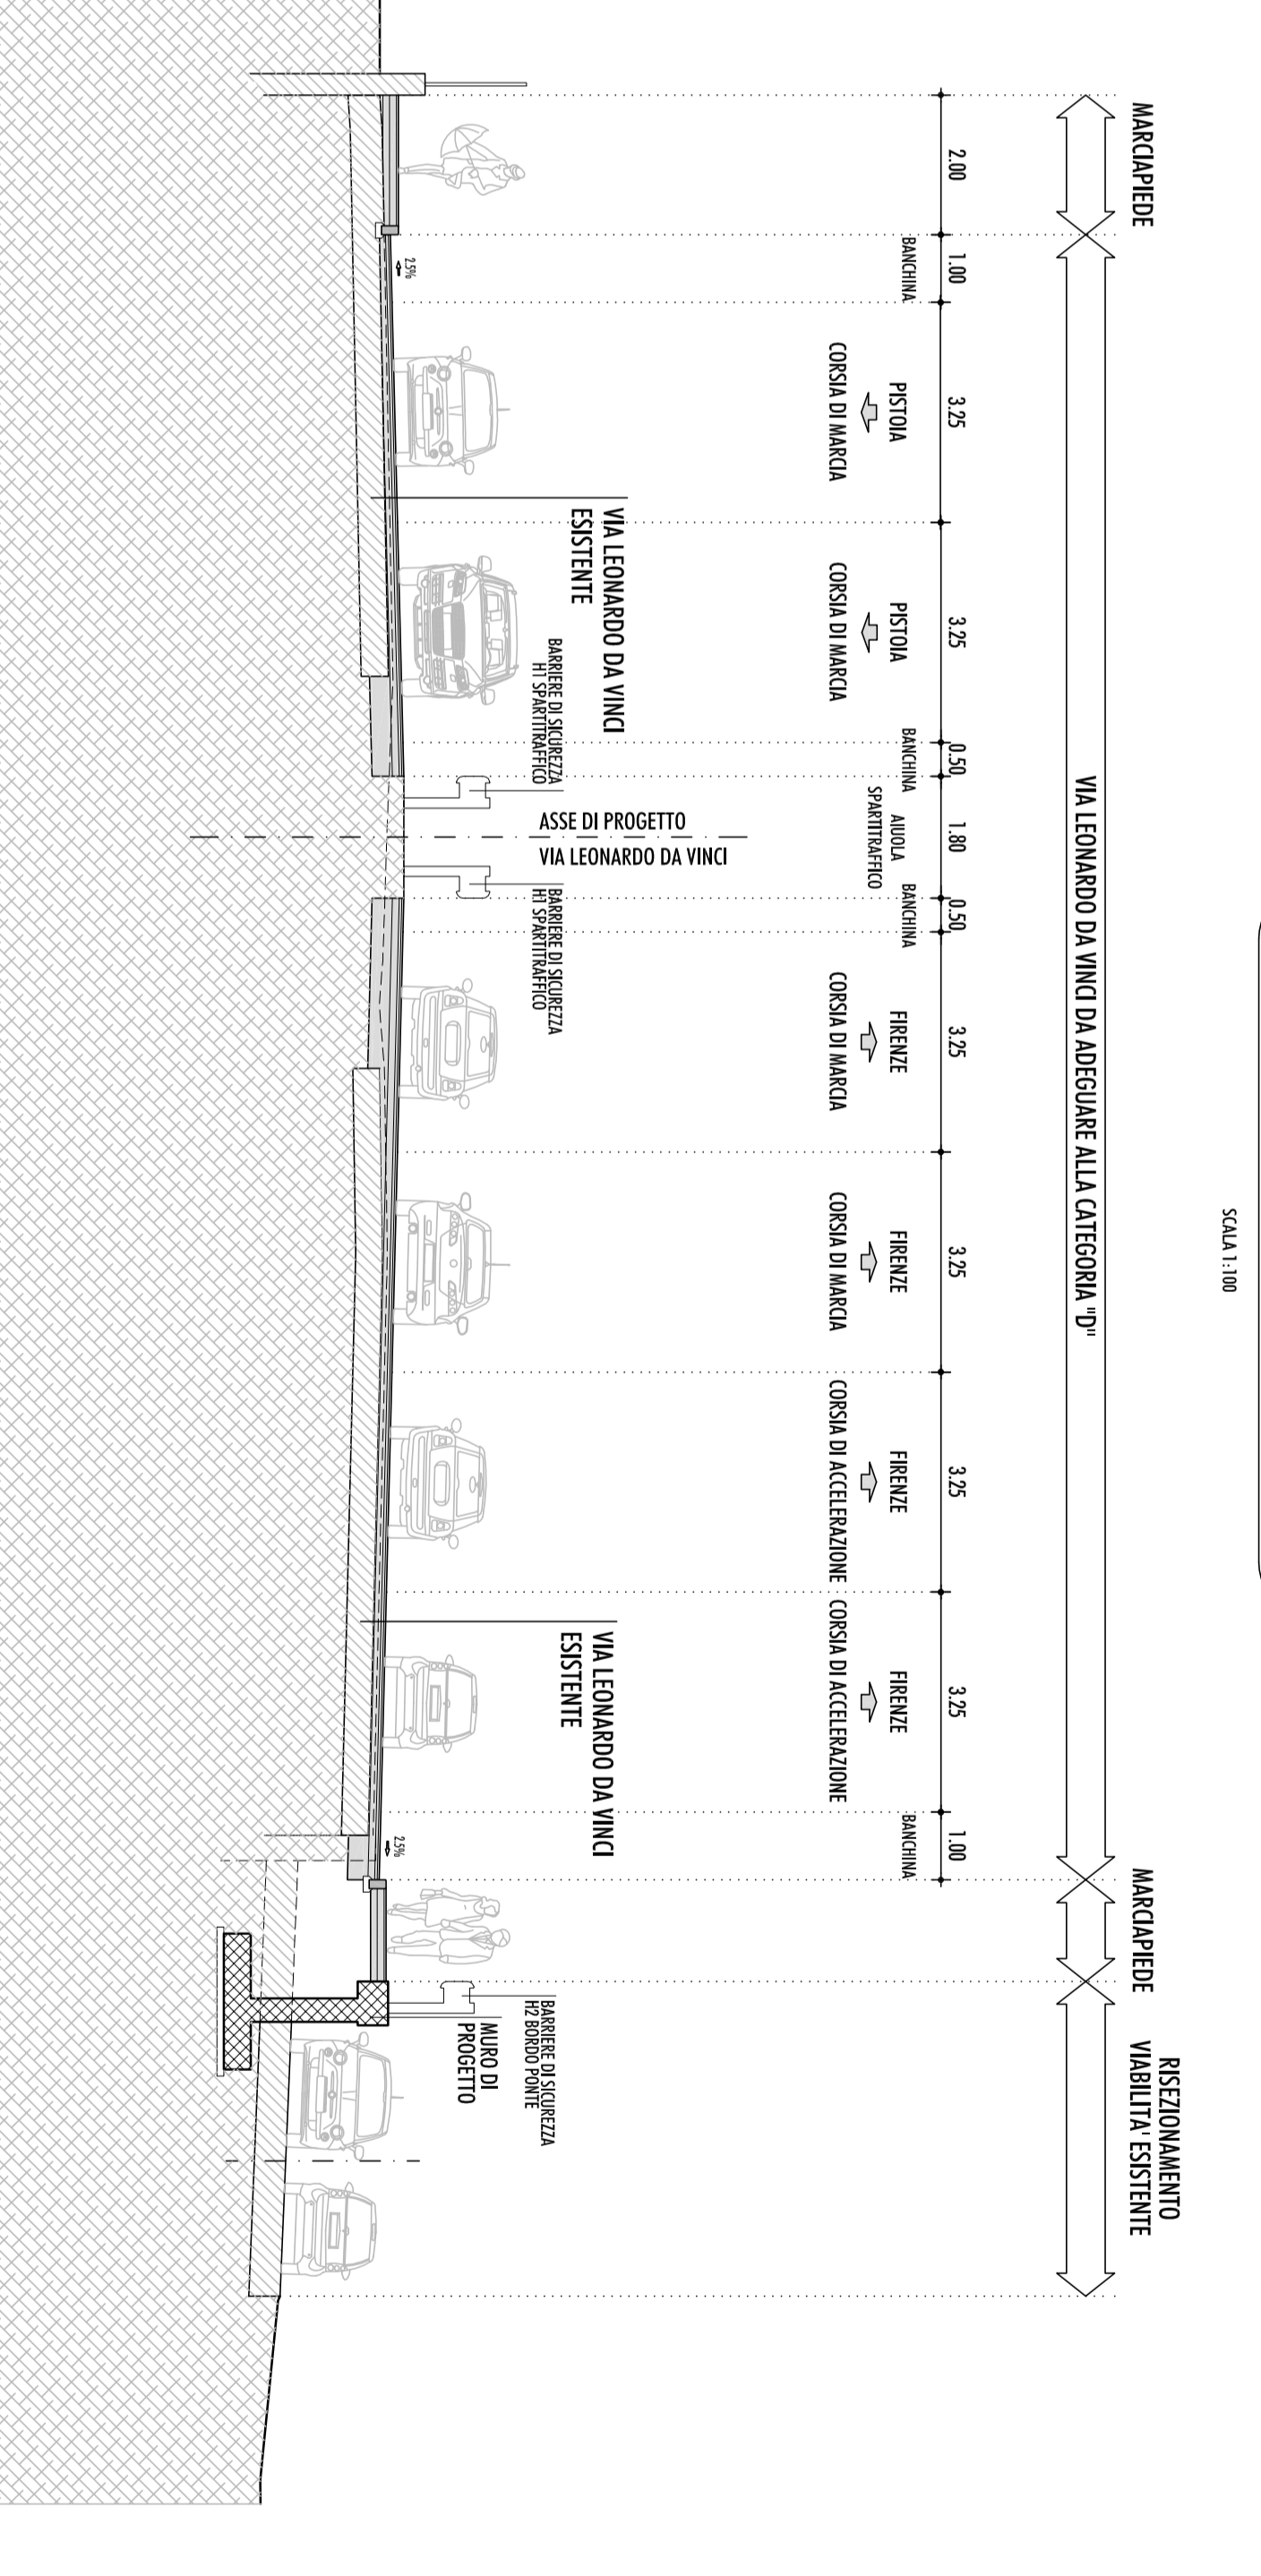 SCALA 1:100
MARCIAPIEDE
VIA LEONARDO DA VINCI DA ADEGUARE ALLA CATEGORIA "D"
MARCIAPIEDE
RISEZIONAMENTO
VIABILITA' ESISTENTE
2.00
1.00
3.25
3.25
0.50
1.80
0.50
3.25
3.25
3.25
3.25
1.00
BANCHINA
PISTOIA
CORSIA DI MARCIA
PISTOIA
CORSIA DI MARCIA
BANCHINA
AIUOLA
SPARTITRAFFICO
BANCHINA
FIRENZE
CORSIA DI MARCIA
FIRENZE
CORSIA DI MARCIA
FIRENZE
CORSIA DI ACCELERAZIONE
FIRENZE
CORSIA DI ACCELERAZIONE
BANCHINA
VIA LEONARDO DA VINCI
ESISTENTE
BARRIERE DI SICUREZZA
H1 SPARTITRAFFICO
ASSE DI PROGETTO
VIA LEONARDO DA VINCI
BARRIERE DI SICUREZZA
H1 SPARTITRAFFICO
VIA LEONARDO DA VINCI
ESISTENTE
BARRIERE DI SICUREZZA
H2 BORDO PONTE
MURO DI
PROGETTO
2.5%
2.5%